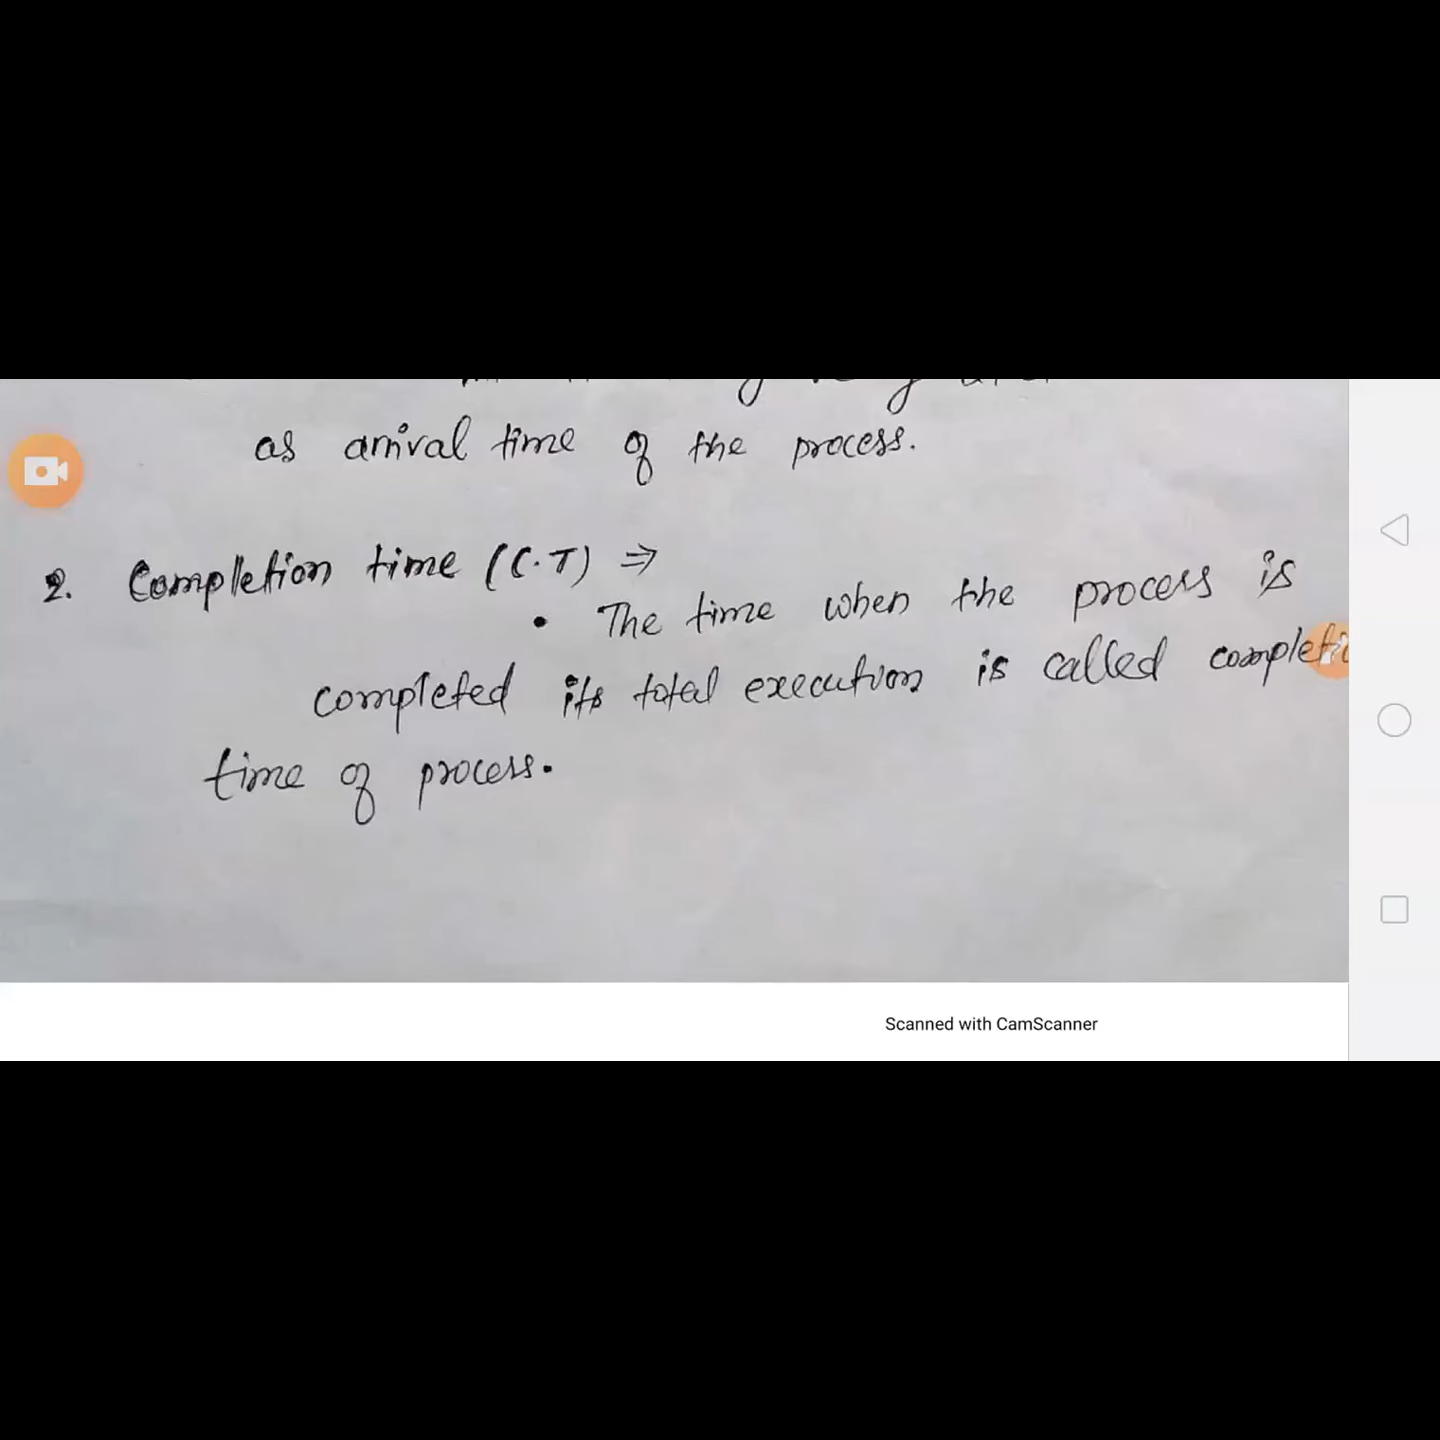 as arrival time of the process.
2. Completion time (C.T) ⇒
• The time when the process is
completed its total execution is called completi
time of process.
Scanned with CamScanner